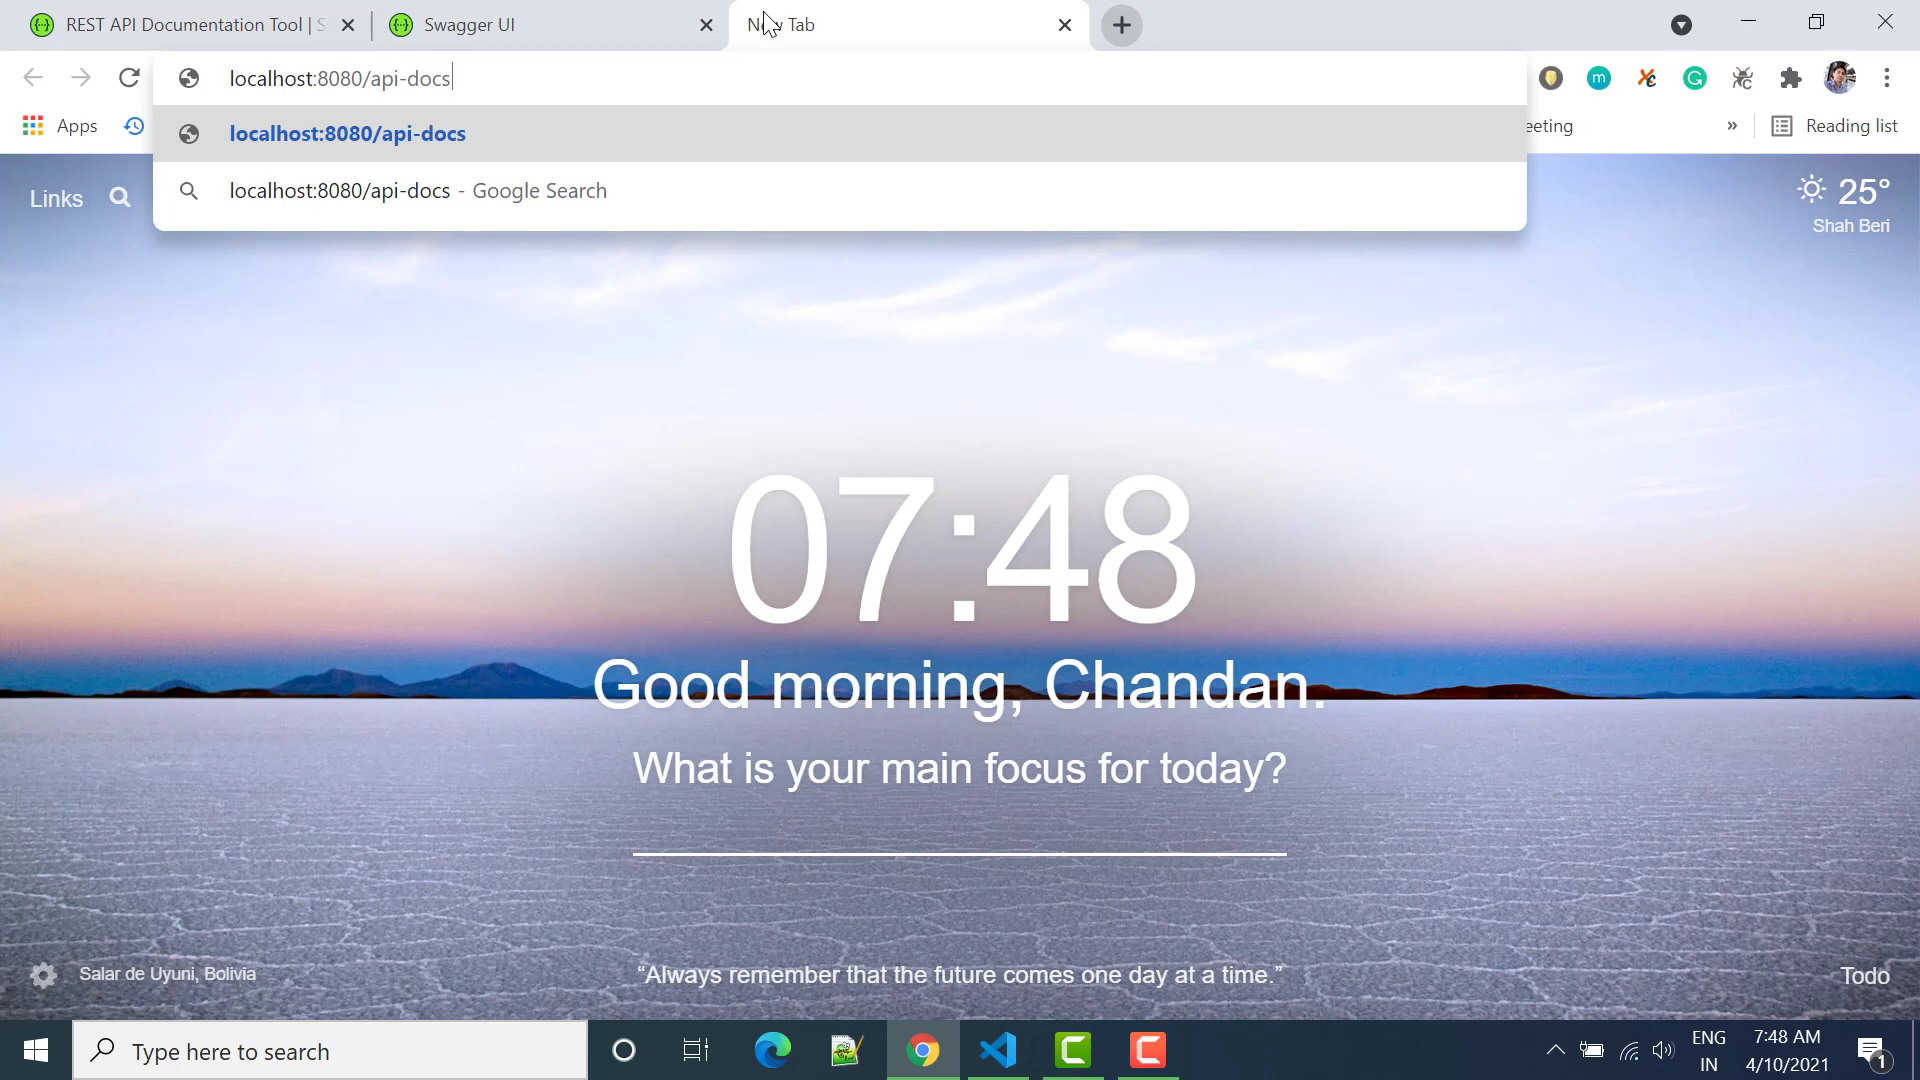 REST API Documentation Tool | S
Swagger UI
New Tab
localhost:8080/api-docs
localhost:8080/api-docs
localhost:8080/api-docs - Google Search
Apps
eeting
»
Reading list
Links
25°
Shah Beri
07:48
Good morning, Chandan.
What is your main focus for today?
Salar de Uyuni, Bolivia
“Always remember that the future comes one day at a time.”
Todo
Type here to search
ENG
IN
7:48 AM
4/10/2021
1